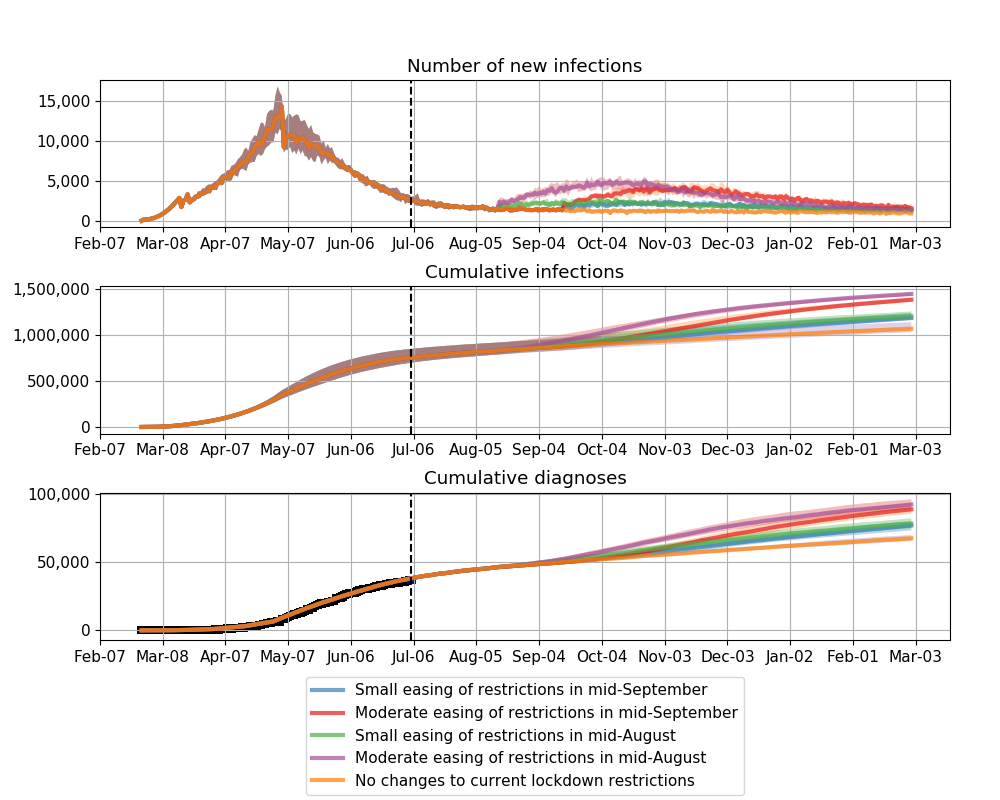 Number of new infections
15,000
10,000
5,000
0
Feb-07 Mar-08 Apr-07 May-07 Jun-06 Jul-06 Aug-05 Sep-04 Oct-04 Nov-03 Dec-03 Jan-02 Feb-01 Mar-03
Cumulative infections
1,500,000
1,000,000
500,000
0
Feb-07 Mar-08 Apr-07 May-07 Jun-06 Jul-06 Aug-05 Sep-04 Oct-04 Nov-03 Dec-03 Jan-02 Feb-01 Mar-03
Cumulative diagnoses
100,000
50,000
0
Feb-07 Mar-08 Apr-07 May-07 Jun-06 Jul-06 Aug-05 Sep-04 Oct-04 Nov-03 Dec-03 Jan-02 Feb-01 Mar-03
Small easing of restrictions in mid-September
Moderate easing of restrictions in mid-September
Small easing of restrictions in mid-August
Moderate easing of restrictions in mid-August
No changes to current lockdown restrictions